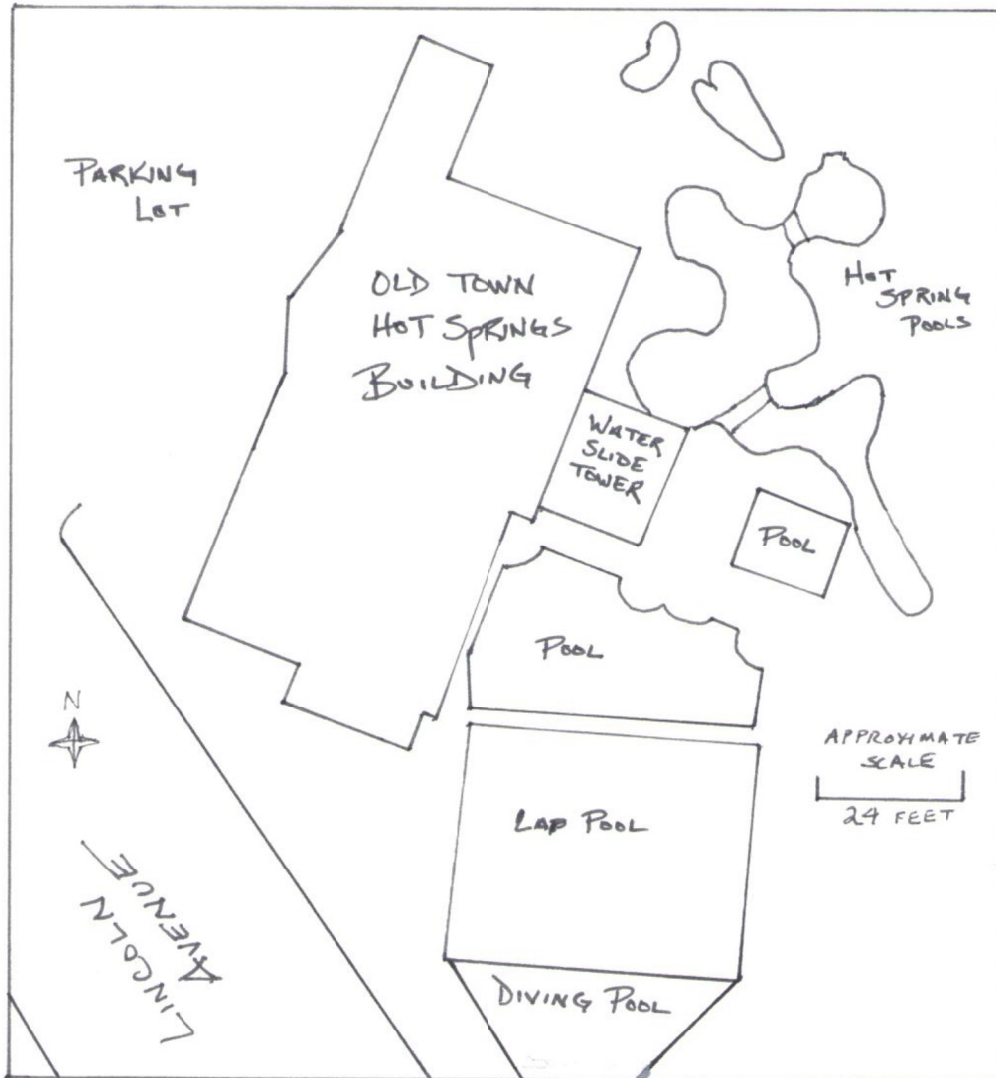 PARKING
LOT
OLD TOWN
HOT SPRINGS
BUILDING
HOT
SPRING
POOLS
WATER
SLIDE
TOWER
POOL
POOL
N
APPROXIMATE
SCALE
24 FEET
LAP POOL
LINCOLN
AVENUE
DIVING POOL